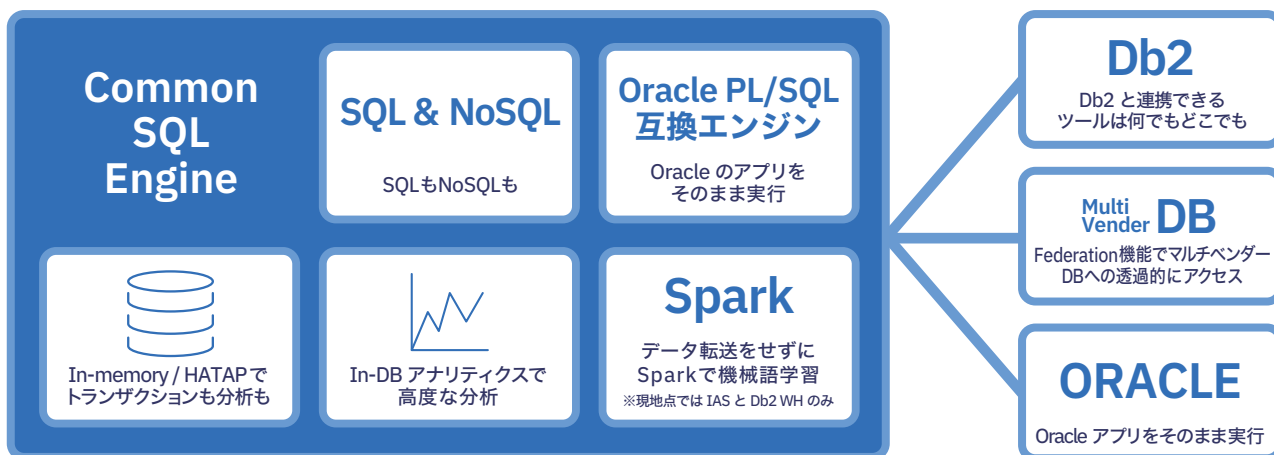 Common
SQL
Engine
SQL & NoSQL
SQLもNoSQLも
Oracle PL/SQL
互換エンジン
Oracle のアプリを
そのまま実行
In-memory / HATAPで
トランザクションも分析も
In-DB アナリティクスで
高度な分析
Spark
データ転送をせずに
Sparkで機械語学習
※現地点では IAS と Db2 WH のみ
Db2
Db2 と連携できる
ツールは何でもどこでも
Multi
Vender DB
Federation機能でマルチベンダー
DBへの透過的にアクセス
ORACLE
Oracle アプリをそのまま実行